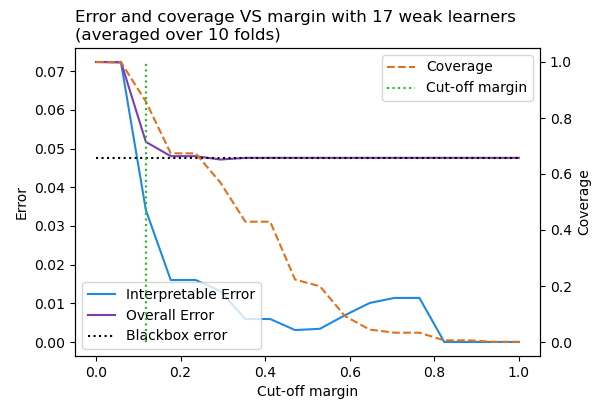 Error and coverage VS margin with 17 weak learners
(averaged over 10 folds)
Coverage
Cut-off margin
Interpretable Error
Overall Error
Blackbox error
0.07
0.06
0.05
0.04
0.03
0.02
0.01
0.00
Error
1.0
0.8
0.6
0.4
0.2
0.0
Coverage
0.0
0.2
0.4
0.6
0.8
1.0
Cut-off margin